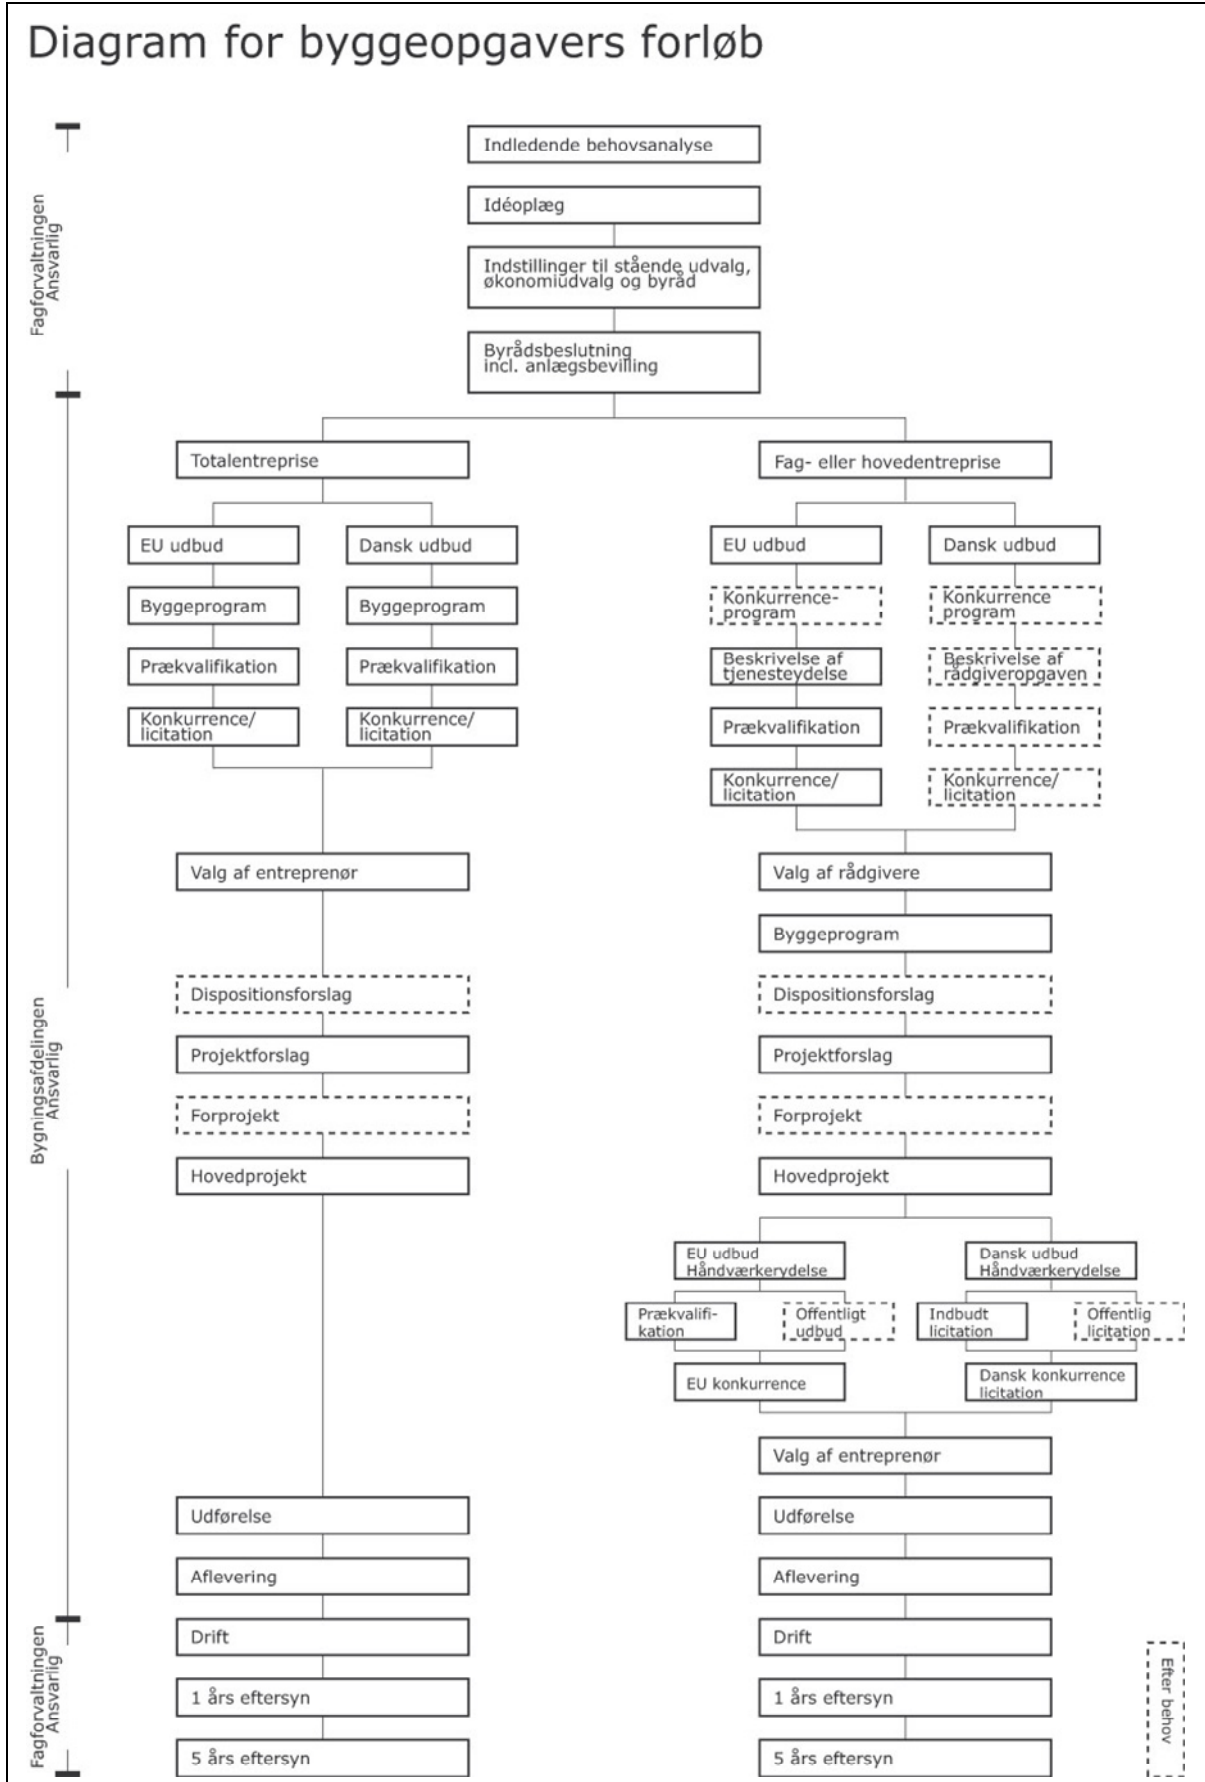 Diagram for byggeopgavers forløb
Fagforvaltningen
Ansvarlig
Indledende behovsanalyse
Idéoplæg
Indstillinger til stående udvalg,
økonomiudvalg og byråd
Byrådsbeslutning
incl. anlægsbevilling
Bygningsafdelingen
Ansvarlig
Totalentreprise
Fag- eller hovedentreprise
EU udbud
Dansk udbud
EU udbud
Dansk udbud
Byggeprogram
Byggeprogram
Konkurrence-
program
Konkurrence
program
Prækvalifikation
Prækvalifikation
Beskrivelse af
tjenesteydelse
Beskrivelse af
rådgiveropgaven
Konkurrence/
licitation
Konkurrence/
licitation
Prækvalifikation
Prækvalifikation
Konkurrence/
licitation
Konkurrence/
licitation
Valg af entreprenør
Valg af rådgivere
Byggeprogram
Dispositionsforslag
Dispositionsforslag
Projektforslag
Projektforslag
Forprojekt
Forprojekt
Hovedprojekt
Hovedprojekt
EU udbud
Håndværkerydelse
Dansk udbud
Håndværkerydelse
Prækvalifi-
kation
Offentligt
udbud
Indbudt
licitation
Offentlig
licitation
EU konkurrence
Dansk konkurrence
licitation
Valg af entreprenør
Udførelse
Udførelse
Aflevering
Aflevering
Fagforvaltningen
Ansvarlig
Drift
Drift
1 års eftersyn
1 års eftersyn
5 års eftersyn
5 års eftersyn
Efter behov